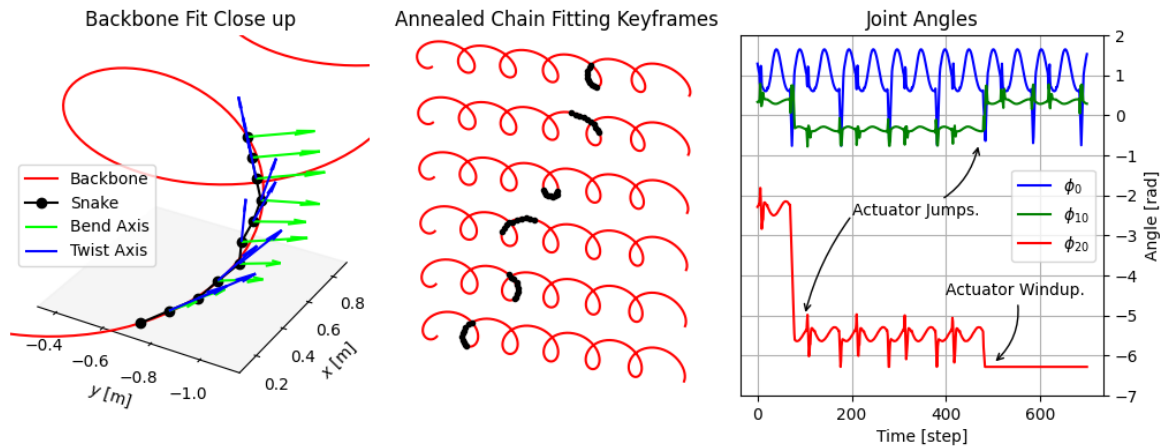 Backbone Fit Close up
Backbone
Snake
Bend Axis
Twist Axis
−0.4
−0.6
−0.8
−1.0
y [m]
0.2
0.4
0.6
0.8
x [m]
Annealed Chain Fitting Keyframes
Joint Angles
2
1
0
−1
−2
−3
−4
−5
−6
−7
Angle [rad]
ϕ₀
ϕ₁₀
ϕ₂₀
Actuator Jumps.
Actuator Windup.
0
200
400
600
Time [step]